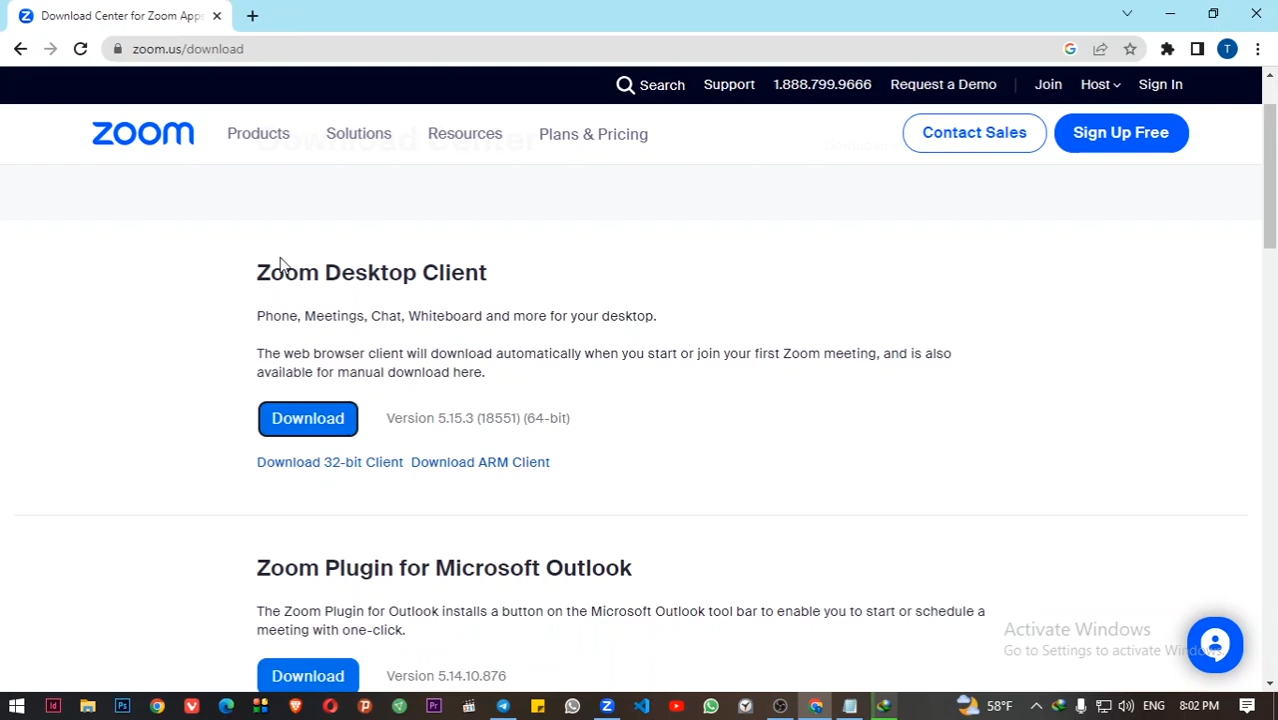 Download Center for Zoom Apps
zoom.us/download
Search Support 1.888.799.9666 Request a Demo Join Host Sign In
zoom Products Solutions Resources Plans & Pricing Contact Sales Sign Up Free
Download Center
Zoom Desktop Client
Phone, Meetings, Chat, Whiteboard and more for your desktop.
The web browser client will download automatically when you start or join your first Zoom meeting, and is also
available for manual download here.
Download Version 5.15.3 (18551) (64-bit)
Download 32-bit Client Download ARM Client
Zoom Plugin for Microsoft Outlook
The Zoom Plugin for Outlook installs a button on the Microsoft Outlook tool bar to enable you to start or schedule a
meeting with one-click.
Download Version 5.14.10.876
Activate Windows
Go to Settings to activate Windows.
58°F ENG 8:02 PM